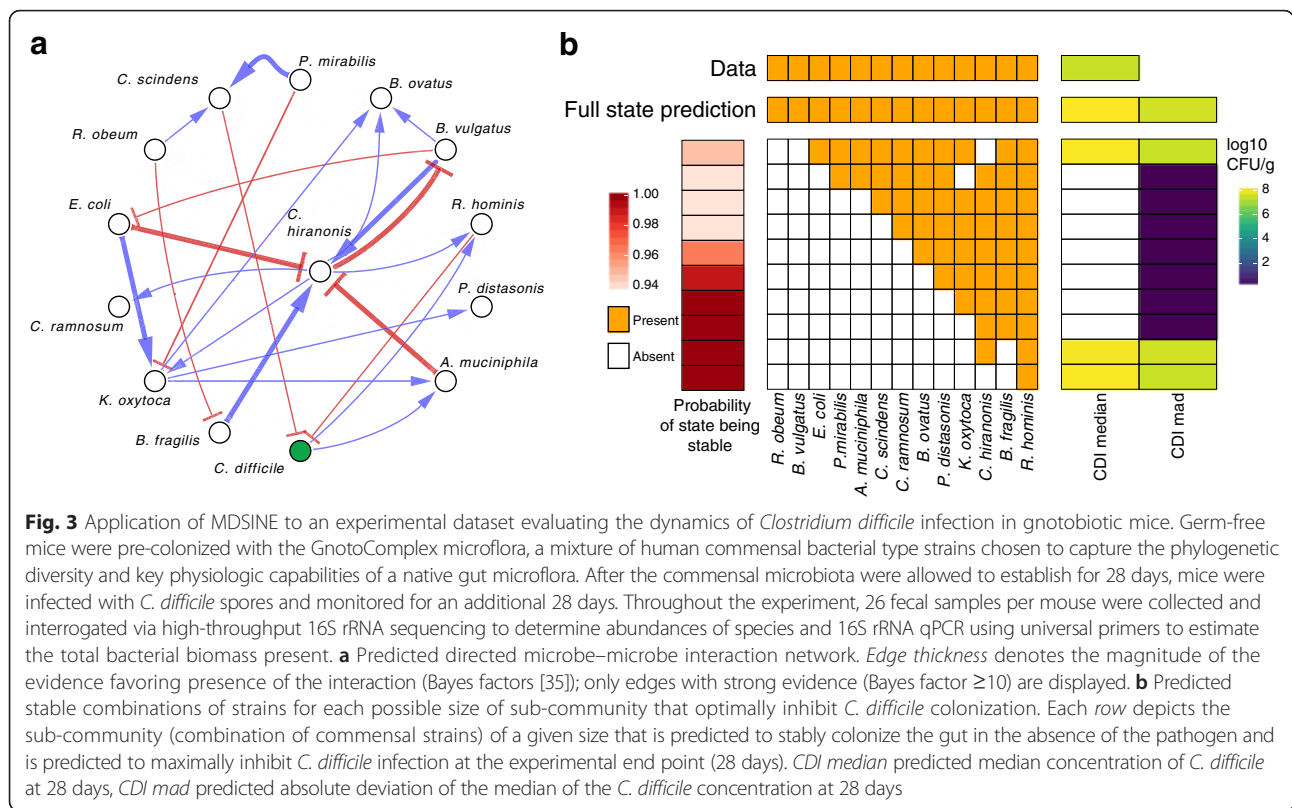 a
P. mirabilis
C. scindens
B. ovatus
R. obeum
B. vulgatus
E. coli
C.
hiranonis
R. hominis
P. distasonis
C. ramnosum
A. muciniphila
K. oxytoca
B. fragilis
C. difficile
b
Data
Full state prediction
1.00
0.98
0.96
0.94
Present
Absent
Probability
of state being
stable
R. obeum
B. vulgatus
E. coli
P.mirabilis
A. muciniphila
C. scindens
C. ramnosum
B. ovatus
P. distasonis
K. oxytoca
C. hiranonis
B. fragilis
R. hominis
CDI median
CDI mad
log10
CFU/g
8
6
4
2
Fig. 3 Application of MDSINE to an experimental dataset evaluating the dynamics of Clostridium difficile infection in gnotobiotic mice. Germ-free
mice were pre-colonized with the GnotoComplex microflora, a mixture of human commensal bacterial type strains chosen to capture the phylogenetic
diversity and key physiologic capabilities of a native gut microflora. After the commensal microbiota were allowed to establish for 28 days, mice were
infected with C. difficile spores and monitored for an additional 28 days. Throughout the experiment, 26 fecal samples per mouse were collected and
interrogated via high-throughput 16S rRNA sequencing to determine abundances of species and 16S rRNA qPCR using universal primers to estimate
the total bacterial biomass present. a Predicted directed microbe–microbe interaction network. Edge thickness denotes the magnitude of the
evidence favoring presence of the interaction (Bayes factors [35]); only edges with strong evidence (Bayes factor ≥10) are displayed. b Predicted
stable combinations of strains for each possible size of sub-community that optimally inhibit C. difficile colonization. Each row depicts the
sub-community (combination of commensal strains) of a given size that is predicted to stably colonize the gut in the absence of the pathogen and
is predicted to maximally inhibit C. difficile infection at the experimental end point (28 days). CDI median predicted median concentration of C. difficile
at 28 days, CDI mad predicted absolute deviation of the median of the C. difficile concentration at 28 days